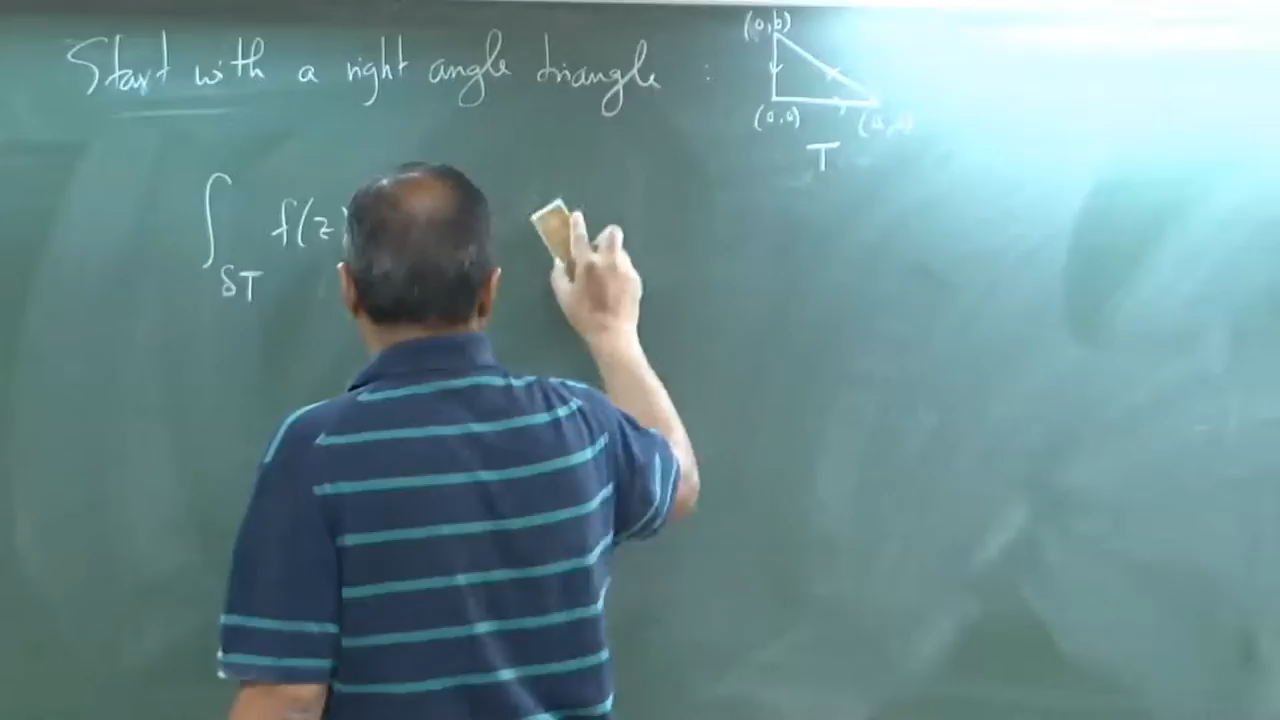 Start with a right angle triangle :
(0,b)
(0,0)
T
∫
f(z
δT